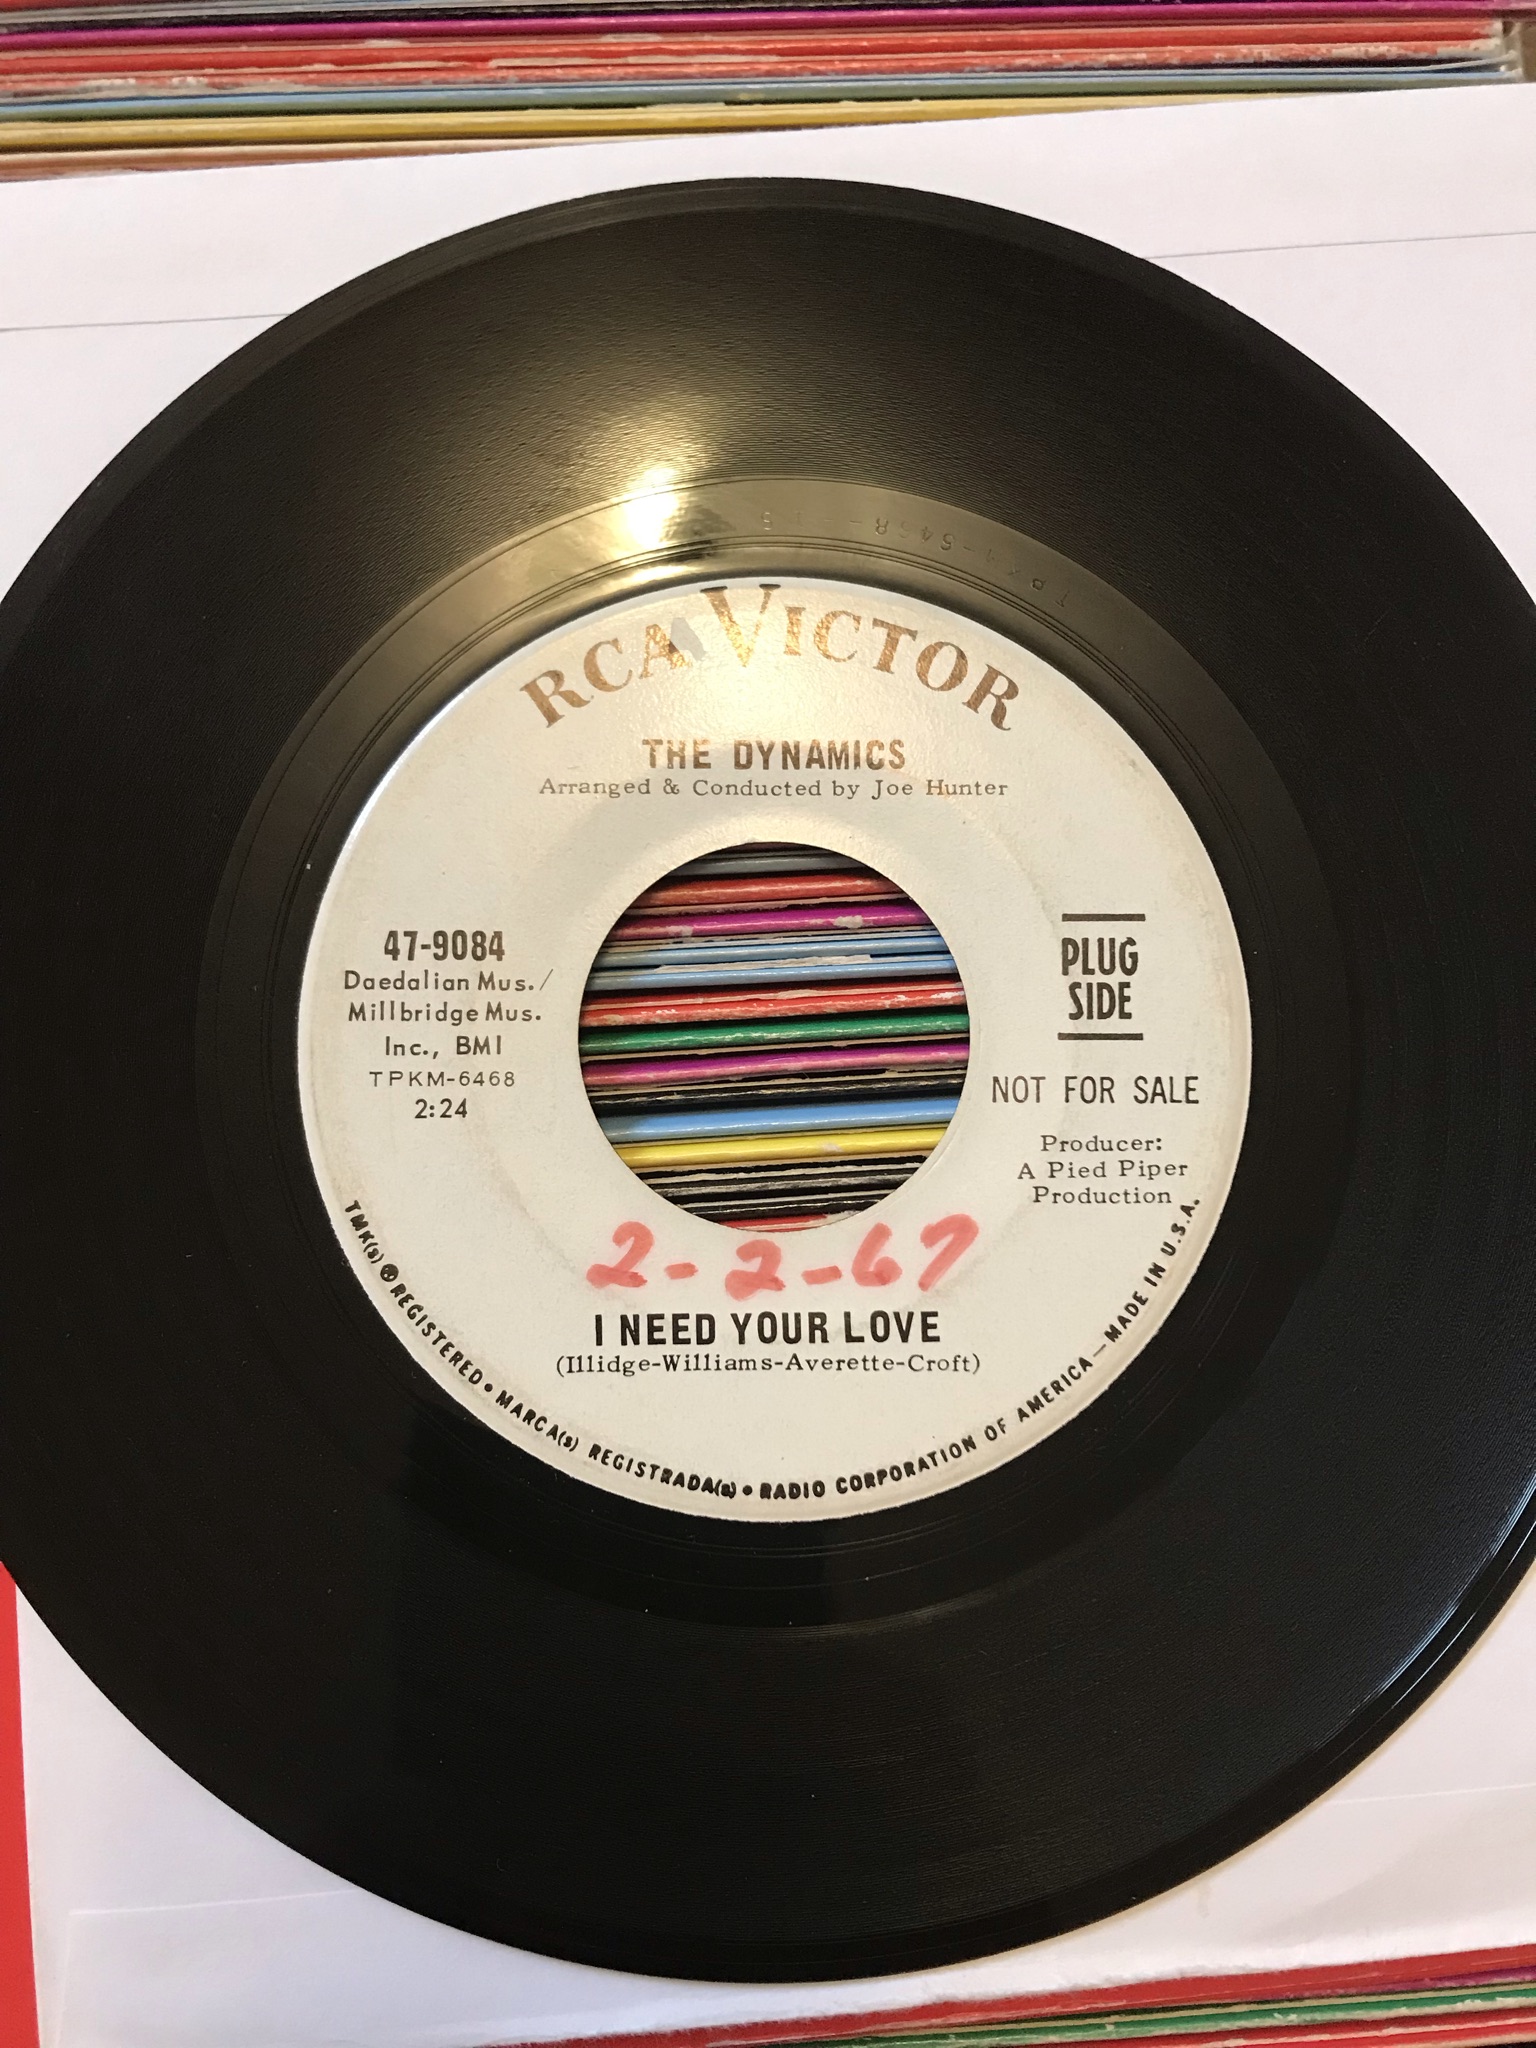 RCA VICTOR
THE DYNAMICS
Arranged & Conducted by Joe Hunter
47-9084
Daedalian Mus./
Millbridge Mus.
Inc., BMI
TPKM-6468
2:24
PLUG
SIDE
NOT FOR SALE
Producer:
A Pied Piper
Production
2-2-67
I NEED YOUR LOVE
(Illidge-Williams-Averette-Croft)
TMK(s) ® REGISTERED • MARCA(s) REGISTRADA(s) • RADIO CORPORATION OF AMERICA — MADE IN U.S.A.